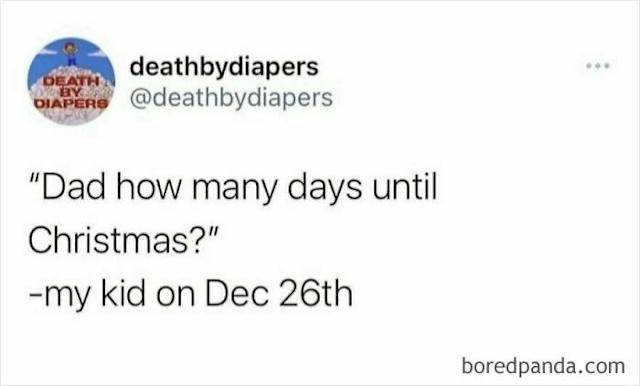 DEATH
BY
DIAPERS
deathbydiapers
@deathbydiapers
"Dad how many days until
Christmas?"
-my kid on Dec 26th
boredpanda.com